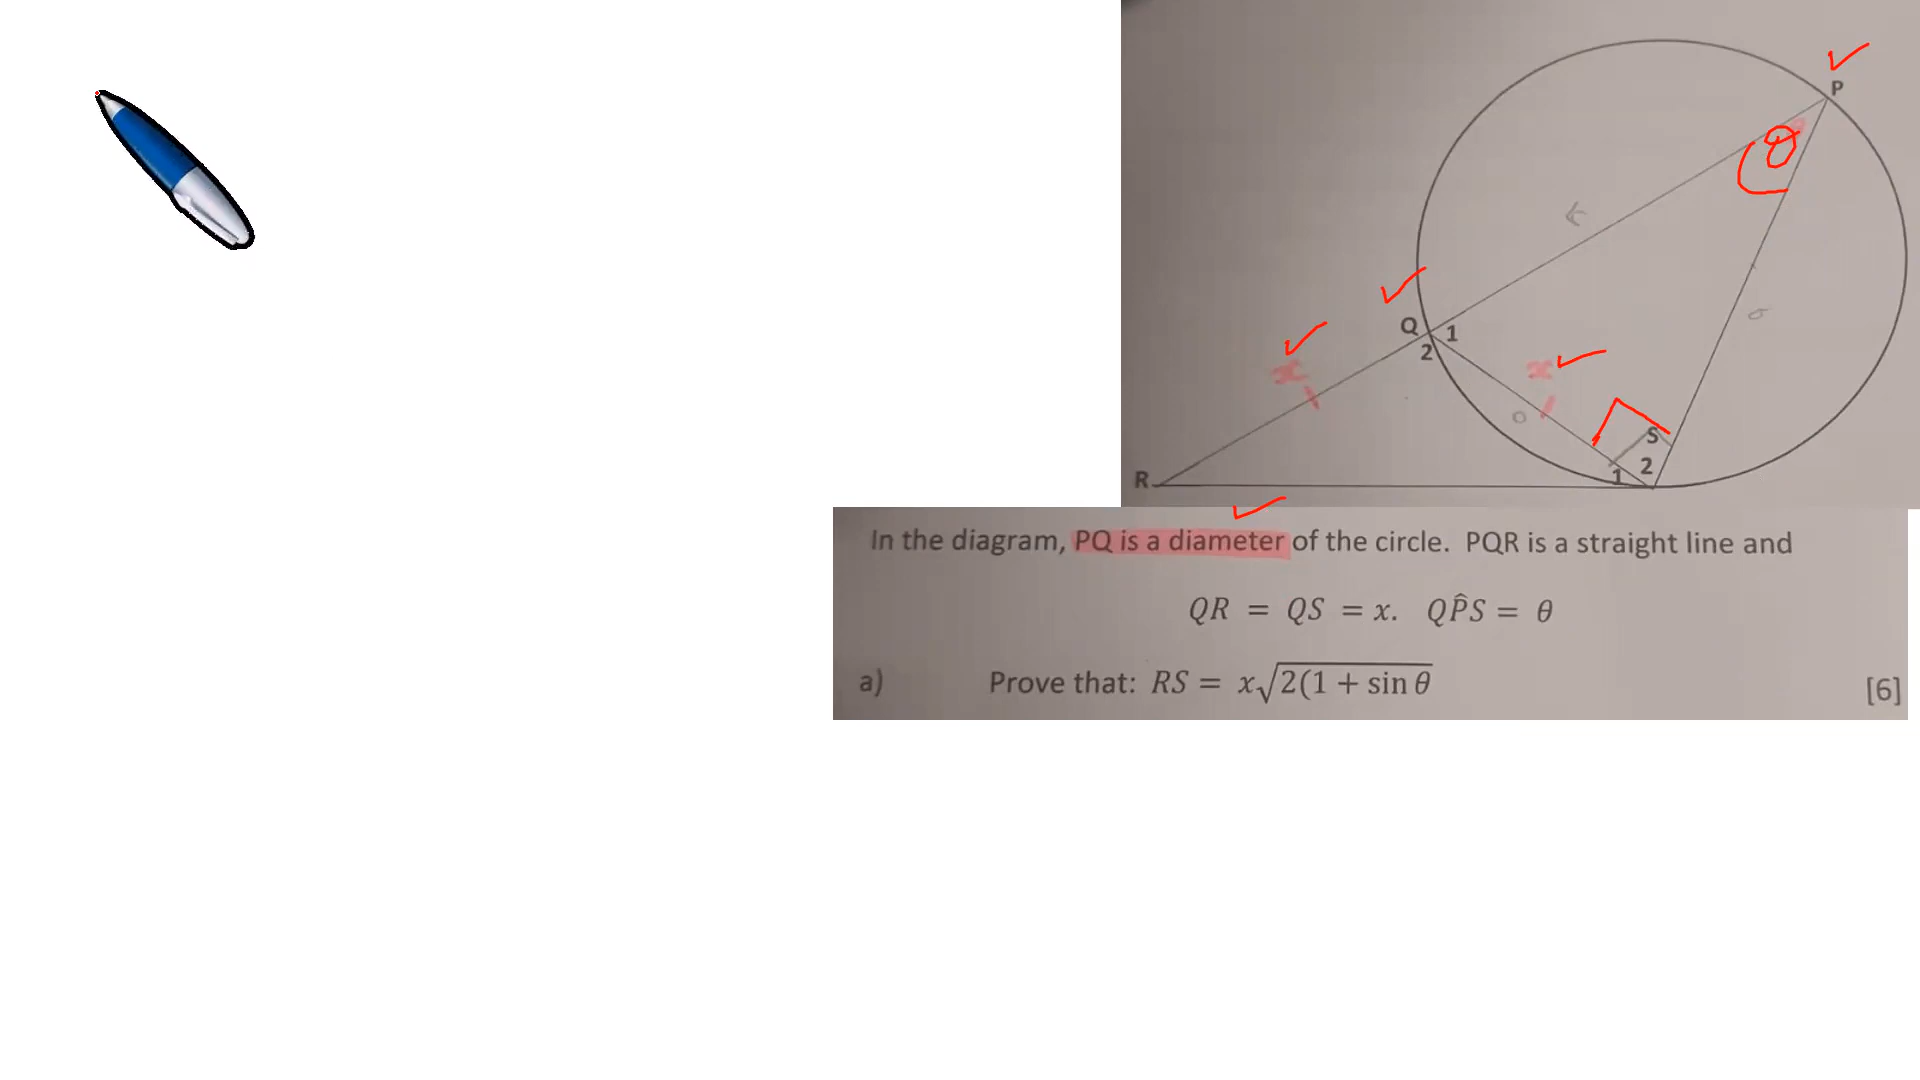 P
θ
Q 1
2
x
x
S
R
1 2
In the diagram, PQ is a diameter of the circle. PQR is a straight line and
QR = QS = x. QP̂S = θ
a) Prove that: RS = x√2(1 + sin θ [6]